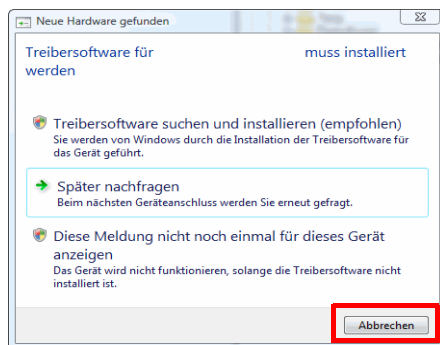 Neue Hardware gefunden
Treibersoftware für muss installiert
werden
Treibersoftware suchen und installieren (empfohlen)
Sie werden von Windows durch die Installation der Treibersoftware für
das Gerät geführt.
Später nachfragen
Beim nächsten Geräteanschluss werden Sie erneut gefragt.
Diese Meldung nicht noch einmal für dieses Gerät
anzeigen
Das Gerät wird nicht funktionieren, solange die Treibersoftware nicht
installiert ist.
Abbrechen